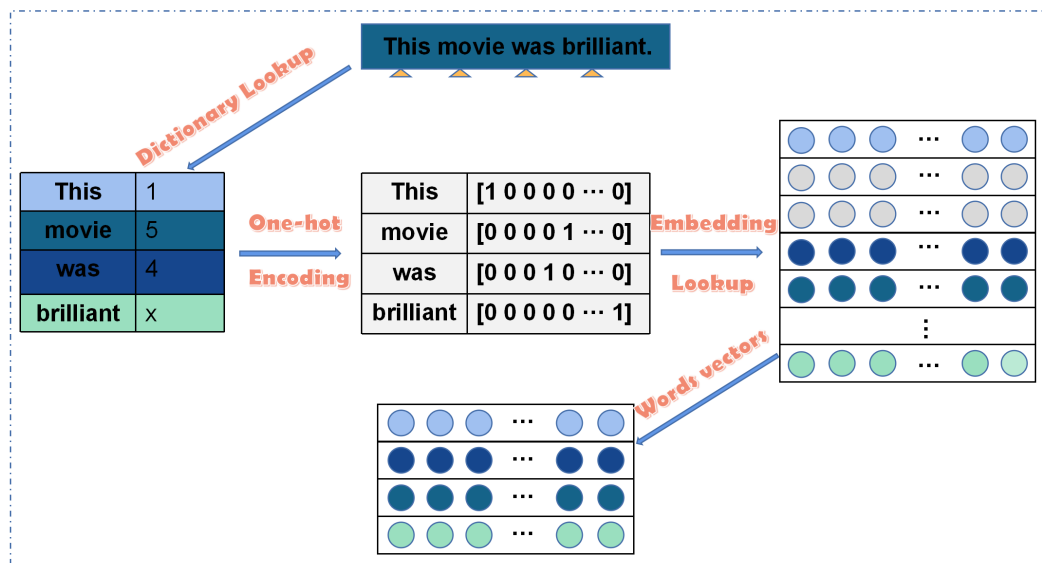 This movie was brilliant.
Dictionary Lookup
This 1
movie 5
was 4
brilliant x
One-hot
Encoding
This [1 0 0 0 0 ··· 0]
movie [0 0 0 0 1 ··· 0]
was [0 0 0 1 0 ··· 0]
brilliant [0 0 0 0 0 ··· 1]
Embedding
Lookup
···
···
···
···
···
⋮
···
Words vectors
···
···
···
···